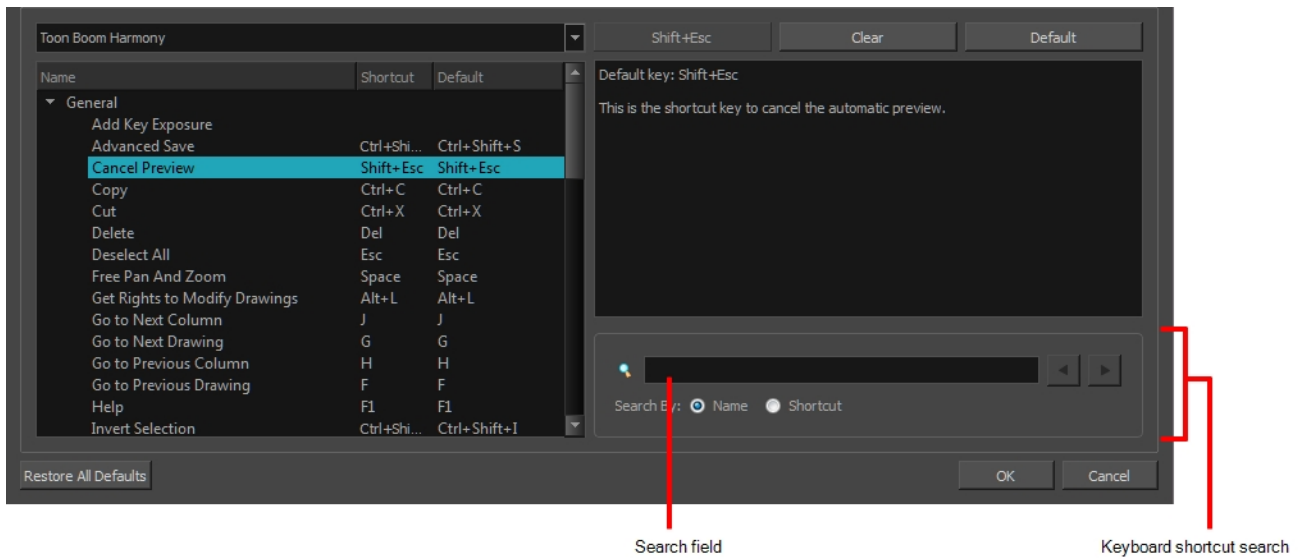 Toon Boom Harmony
Shift+Esc Clear Default
Name Shortcut Default
General
Add Key Exposure
Advanced Save Ctrl+Shi... Ctrl+Shift+S
Cancel Preview Shift+Esc Shift+Esc
Copy Ctrl+C Ctrl+C
Cut Ctrl+X Ctrl+X
Delete Del Del
Deselect All Esc Esc
Free Pan And Zoom Space Space
Get Rights to Modify Drawings Alt+L Alt+L
Go to Next Column J J
Go to Next Drawing G G
Go to Previous Column H H
Go to Previous Drawing F F
Help F1 F1
Invert Selection Ctrl+Shi... Ctrl+Shift+I
Default key: Shift+Esc
This is the shortcut key to cancel the automatic preview.
Search By: Name Shortcut
Restore All Defaults OK Cancel
Search field Keyboard shortcut search